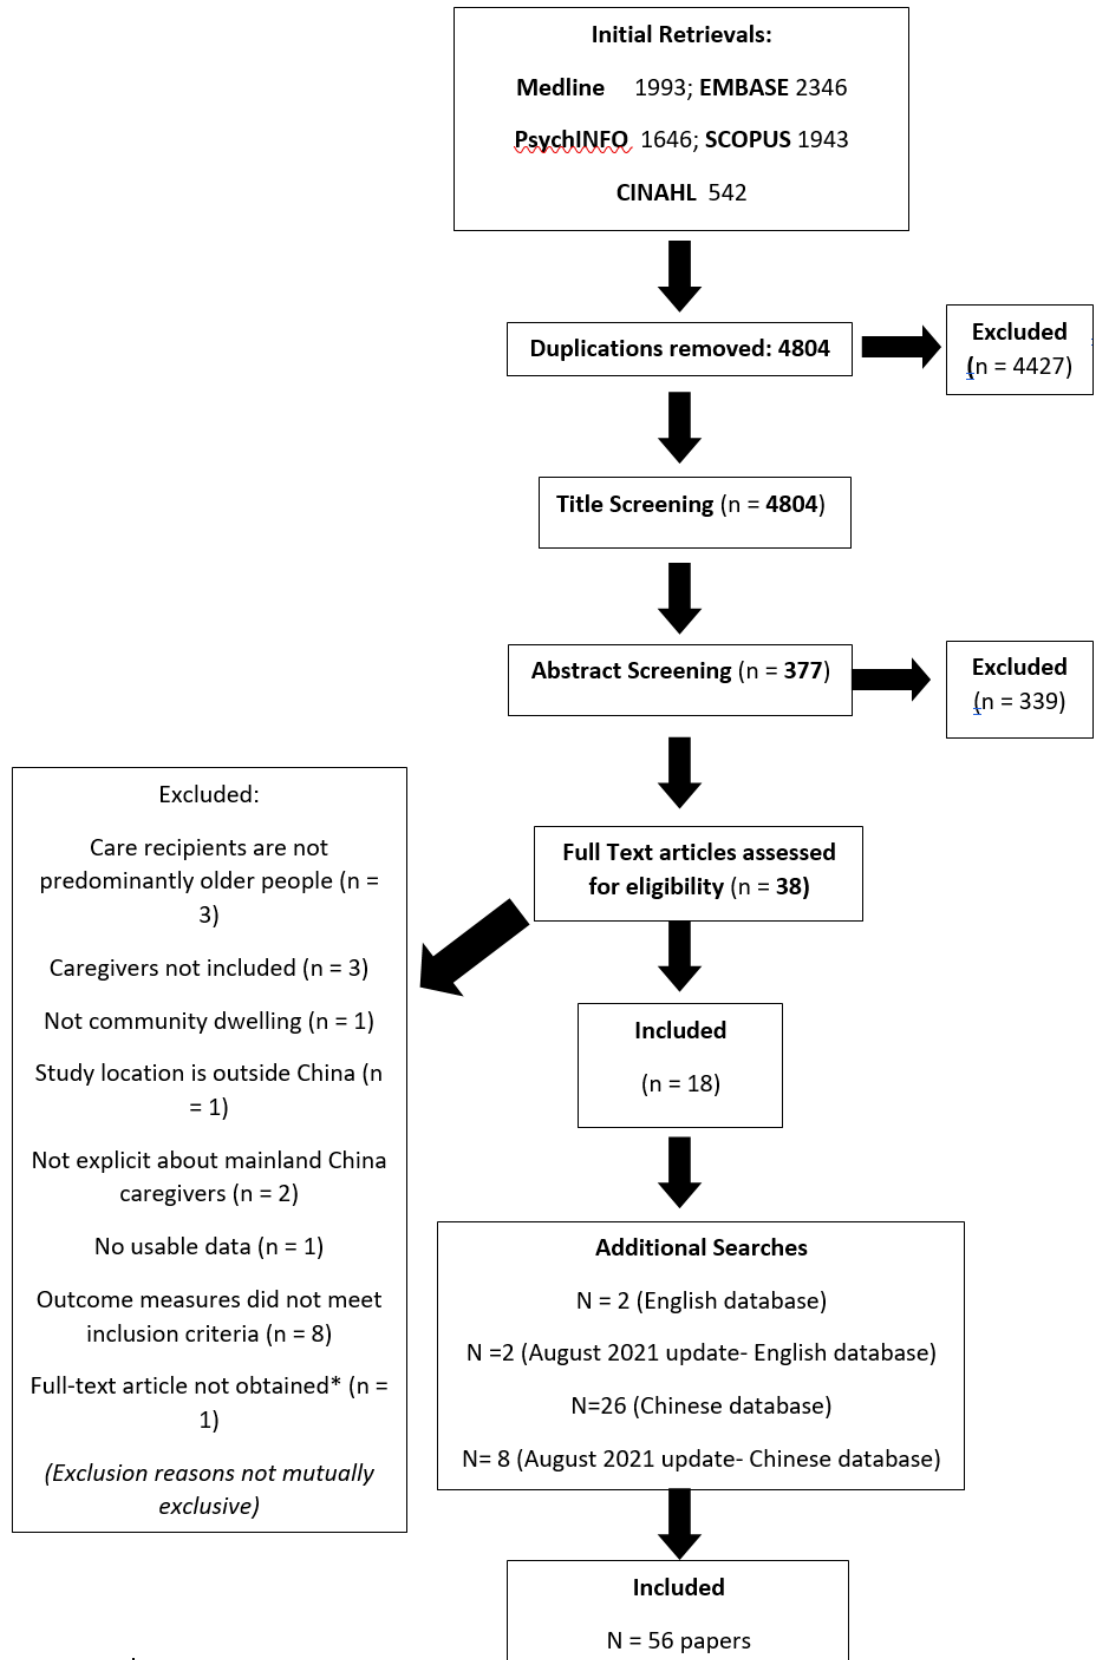 Initial Retrievals:
Medline 1993; EMBASE 2346
PsychINFO 1646; SCOPUS 1943
CINAHL 542
Duplications removed: 4804
Excluded
(n = 4427)
Title Screening (n = 4804)
Abstract Screening (n = 377)
Excluded
(n = 339)
Full Text articles assessed
for eligibility (n = 38)
Excluded:
Care recipients are not
predominantly older people (n =
3)
Caregivers not included (n = 3)
Not community dwelling (n = 1)
Study location is outside China (n
= 1)
Not explicit about mainland China
caregivers (n = 2)
No usable data (n = 1)
Outcome measures did not meet
inclusion criteria (n = 8)
Full-text article not obtained* (n =
1)
(Exclusion reasons not mutually
exclusive)
Included
(n = 18)
Additional Searches
N = 2 (English database)
N =2 (August 2021 update- English database)
N=26 (Chinese database)
N= 8 (August 2021 update- Chinese database)
Included
N = 56 papers